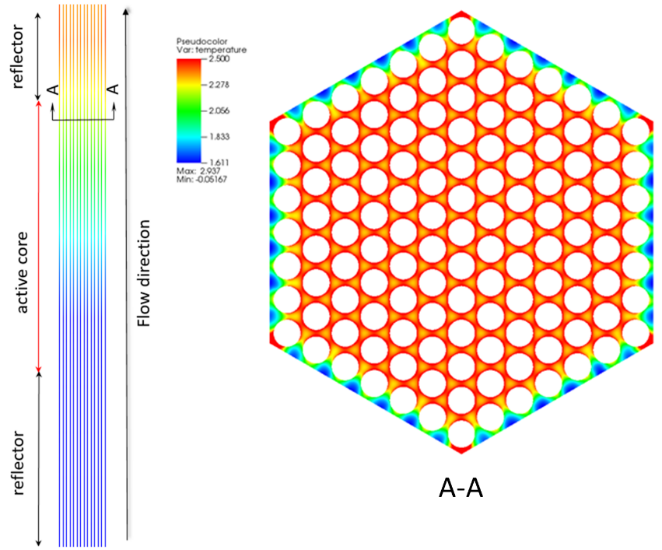 reflector
active core
reflector
A
A
Flow direction
Pseudocolor
Var: temperature
2.500
2.278
2.056
1.833
1.611
Max: 2.937
Min: -0.05167
A-A